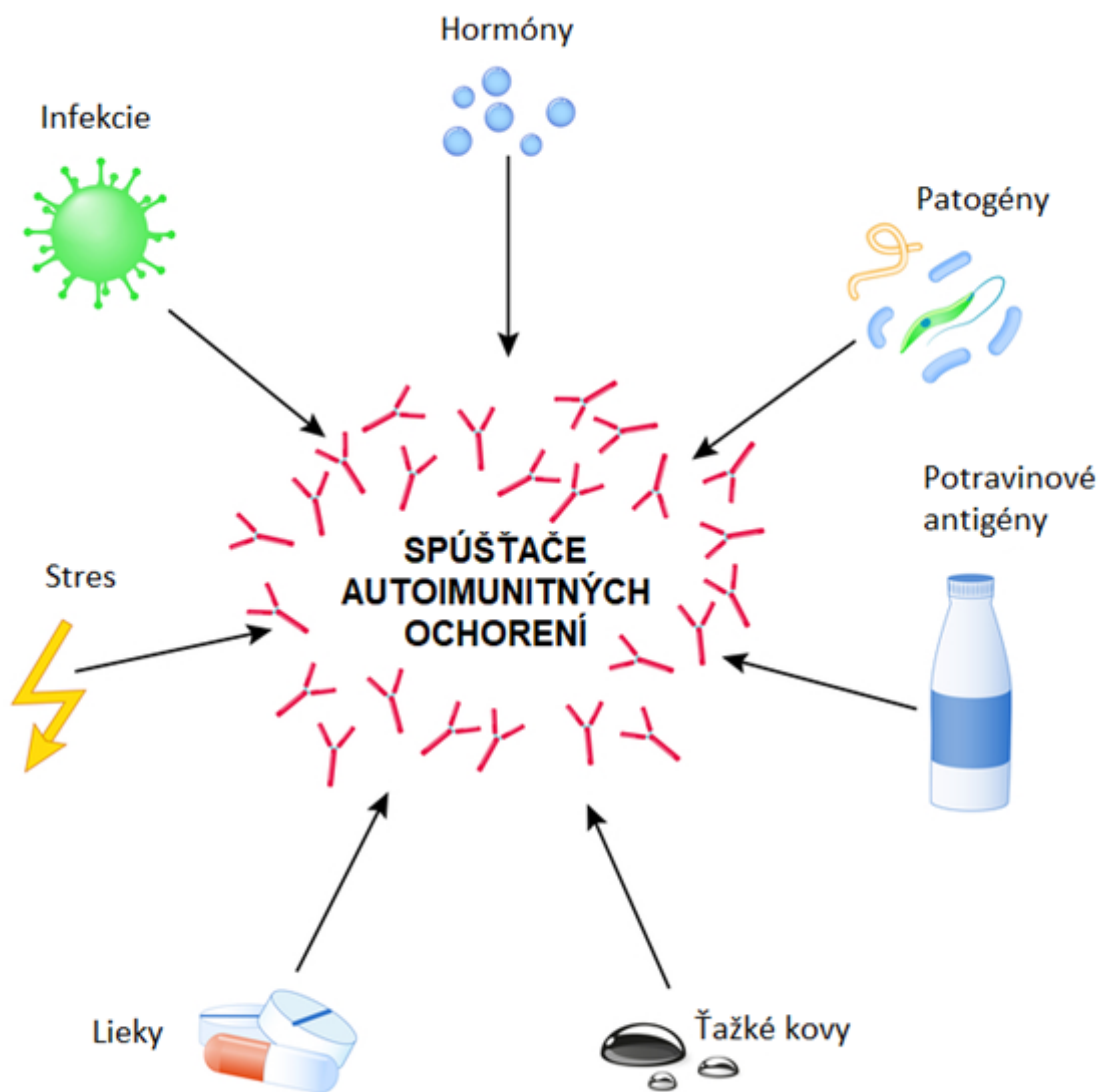 Hormóny
Infekcie
Patogény
Potravinové
antigény
SPÚŠŤAČE
AUTOIMUNITNÝCH
OCHORENÍ
Stres
Lieky
Ťažké kovy